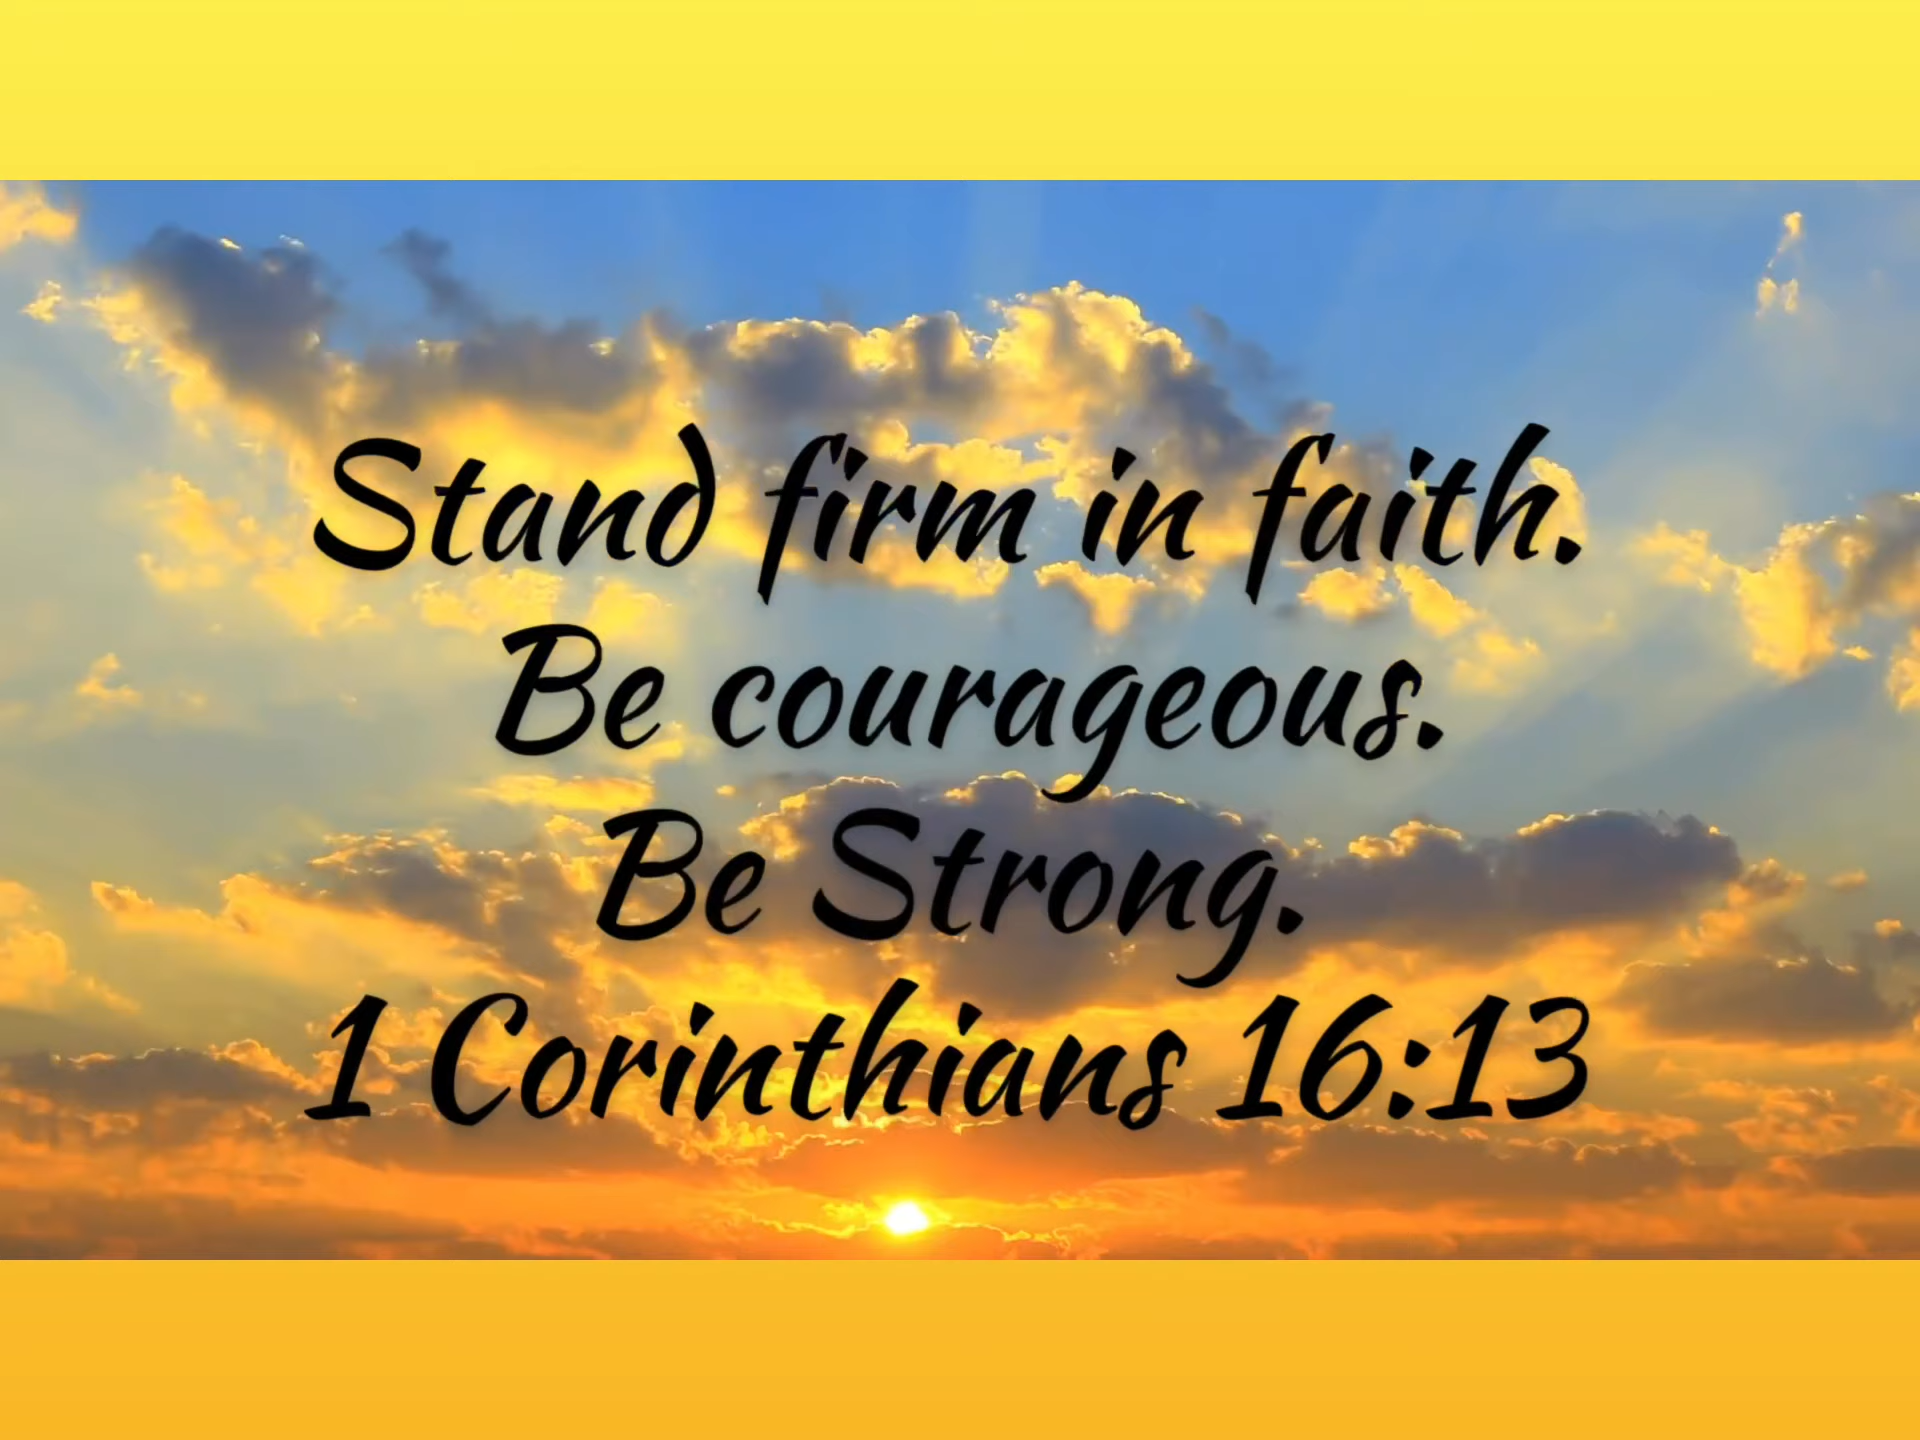 Stand firm in faith.
Be courageous.
Be Strong.
1 Corinthians 16:13